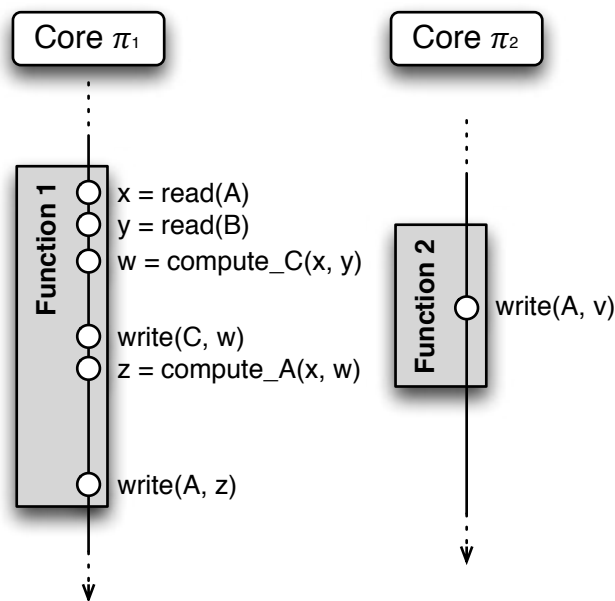 Core π1
Core π2
Function 1
x = read(A)
y = read(B)
w = compute_C(x, y)
write(C, w)
z = compute_A(x, w)
write(A, z)
Function 2
write(A, v)